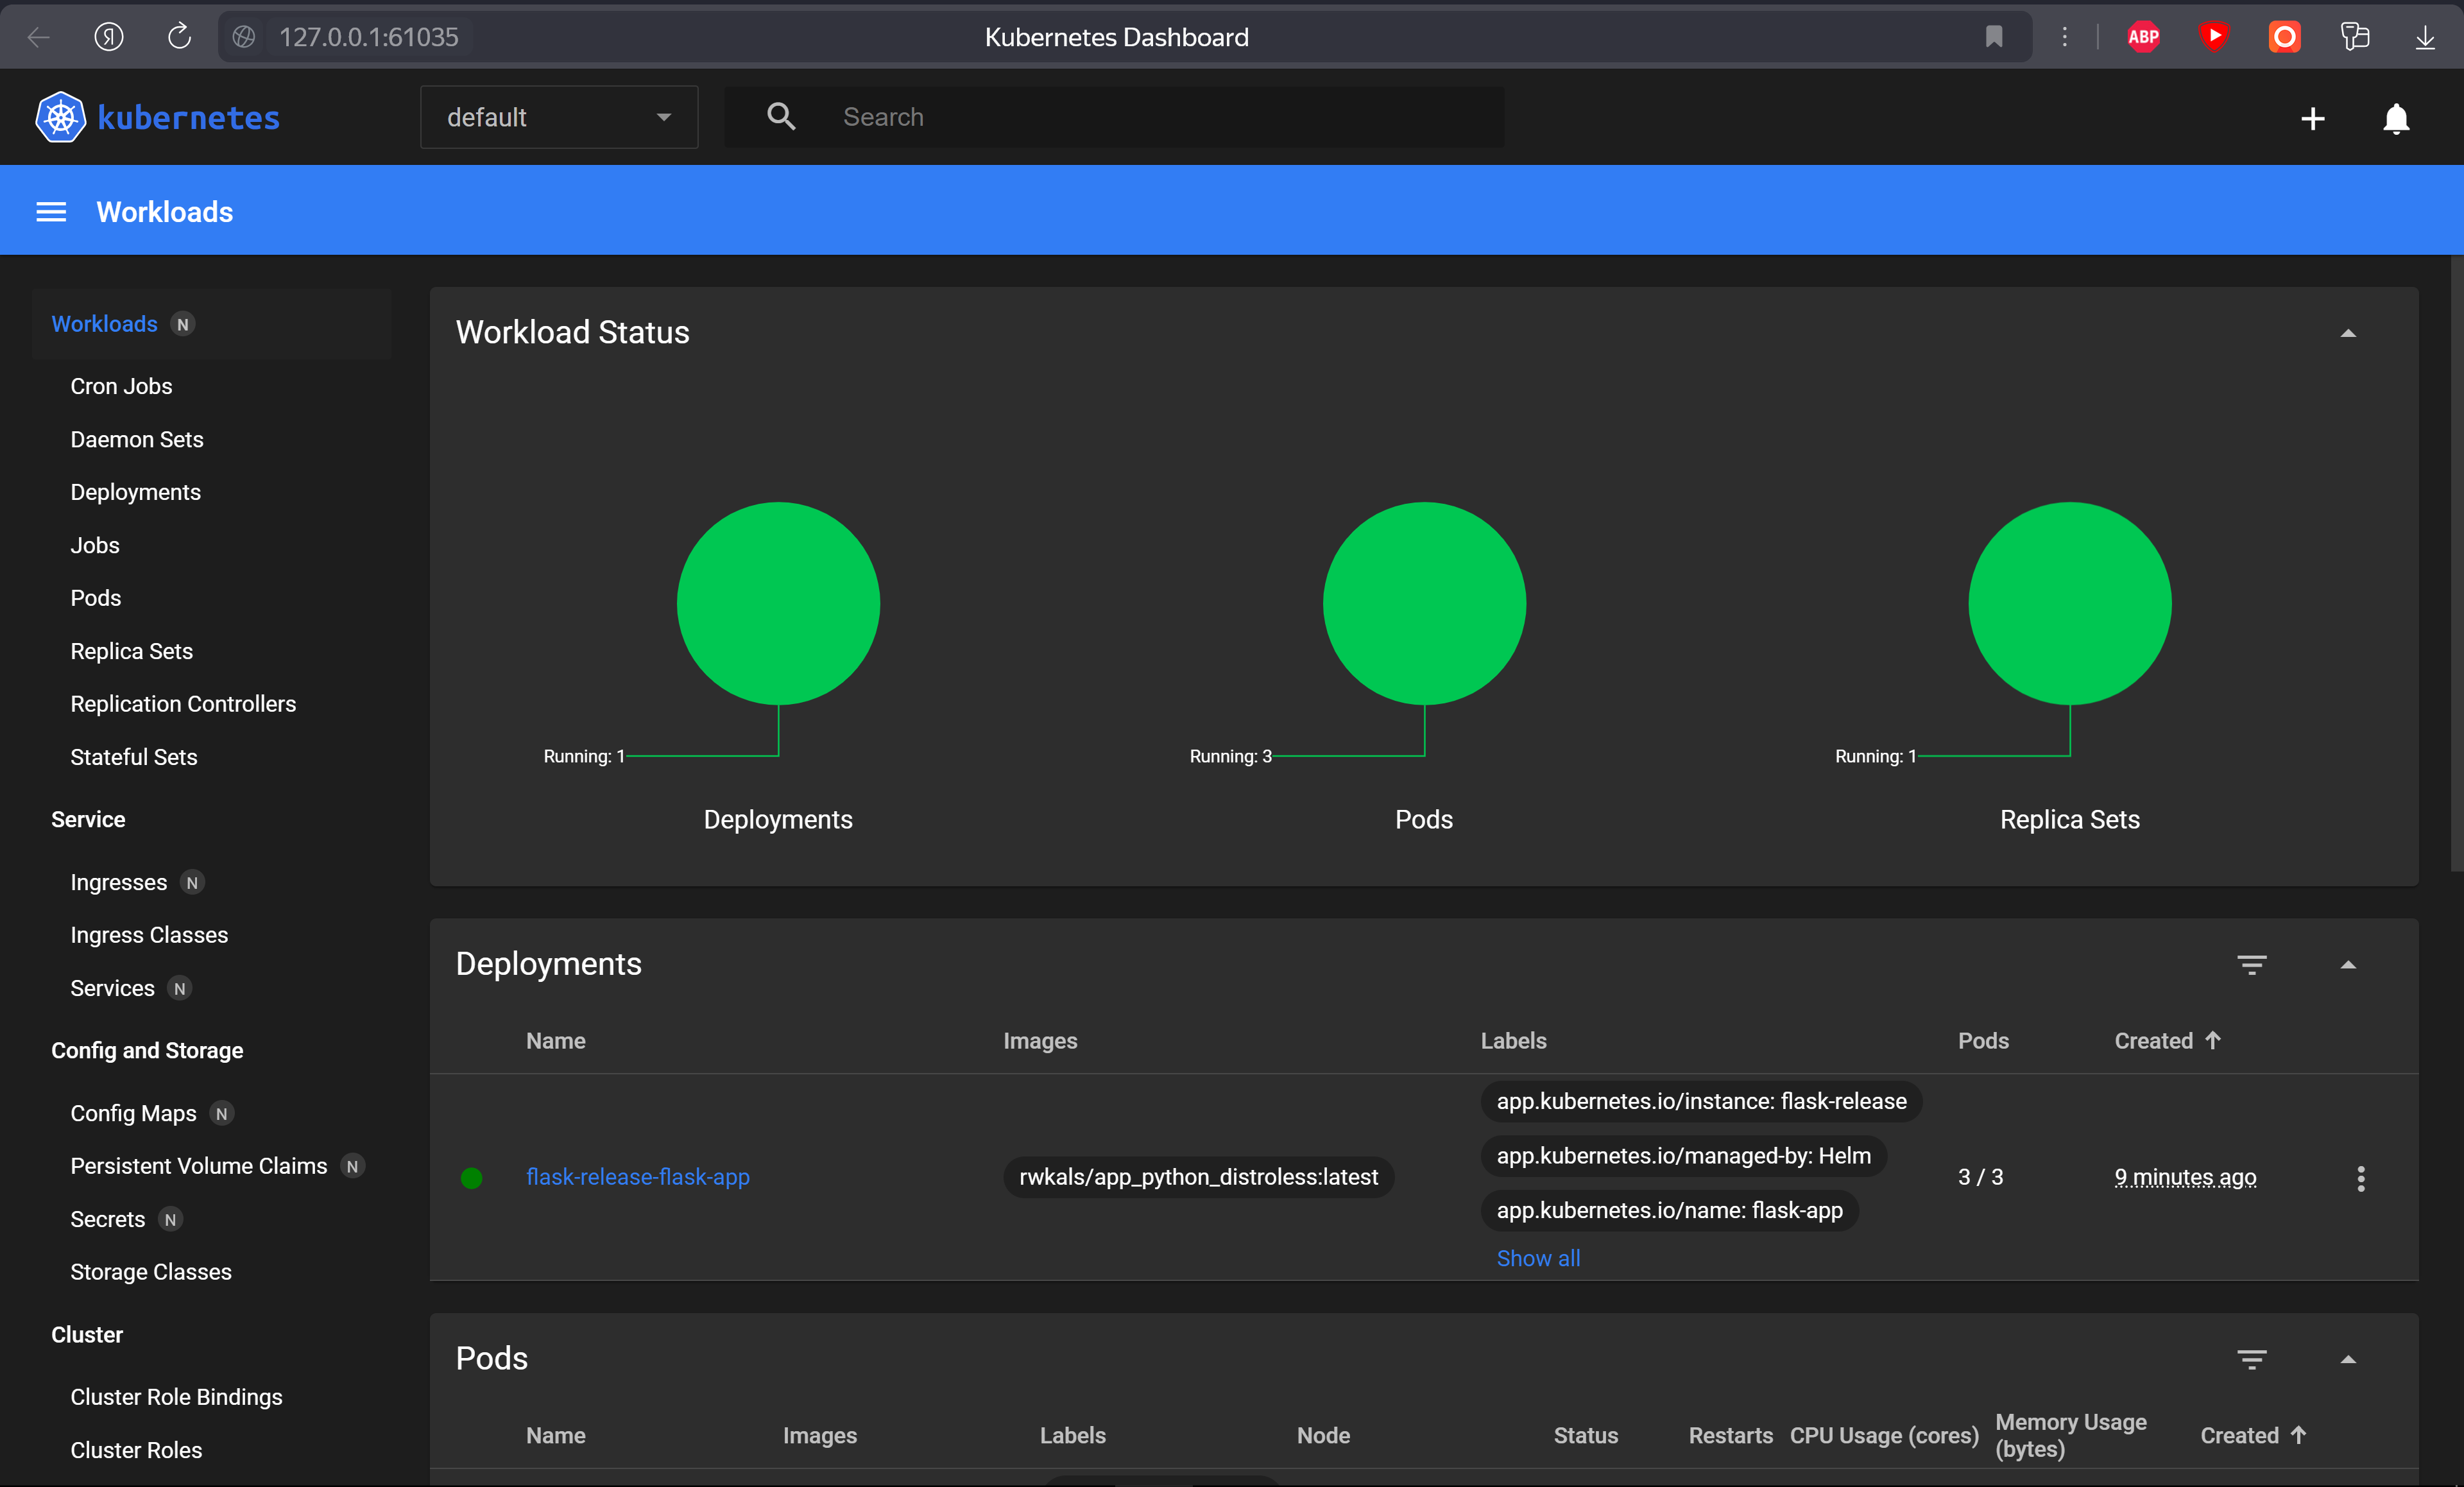 Я
127.0.0.1:61035
Kubernetes Dashboard
ABP
kubernetes
default
Search
Workloads
Workloads N
Cron Jobs
Daemon Sets
Deployments
Jobs
Pods
Replica Sets
Replication Controllers
Stateful Sets
Service
Ingresses N
Ingress Classes
Services N
Config and Storage
Config Maps N
Persistent Volume Claims N
Secrets N
Storage Classes
Cluster
Cluster Role Bindings
Cluster Roles
Workload Status
Running: 1
Deployments
Running: 3
Pods
Running: 1
Replica Sets
Deployments
Name Images Labels Pods Created
flask-release-flask-app
rwkals/app_python_distroless:latest
app.kubernetes.io/instance: flask-release
app.kubernetes.io/managed-by: Helm
app.kubernetes.io/name: flask-app
Show all
3 / 3
9 minutes ago
Pods
Name Images Labels Node Status Restarts CPU Usage (cores) Memory Usage (bytes) Created